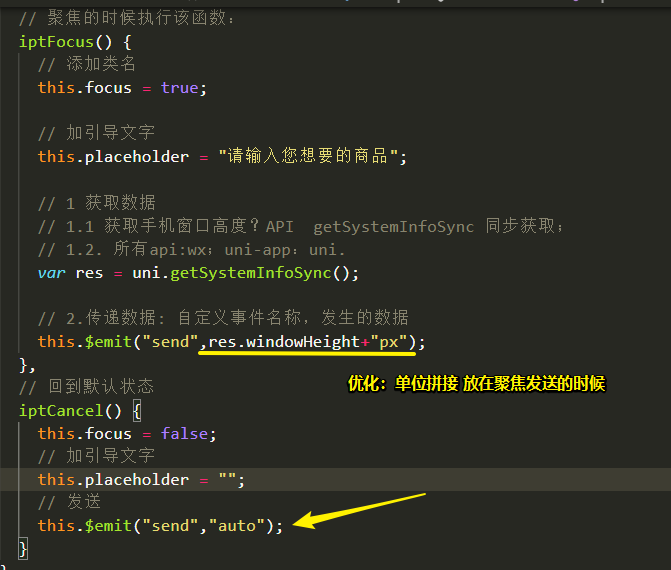 // 聚焦的时候执行该函数：
iptFocus() {
// 添加类名
this.focus = true;
// 加引导文字
this.placeholder = "请输入您想要的商品";
// 1 获取数据
// 1.1 获取手机窗口高度？API  getSystemInfoSync 同步获取；
// 1.2. 所有api:wx；uni-app：uni.
var res = uni.getSystemInfoSync();
// 2.传递数据: 自定义事件名称，发生的数据
this.$emit("send",res.windowHeight+"px");
},
优化：单位拼接 放在聚焦发送的时候
// 回到默认状态
iptCancel() {
this.focus = false;
// 加引导文字
this.placeholder = "";
// 发送
this.$emit("send","auto");
}